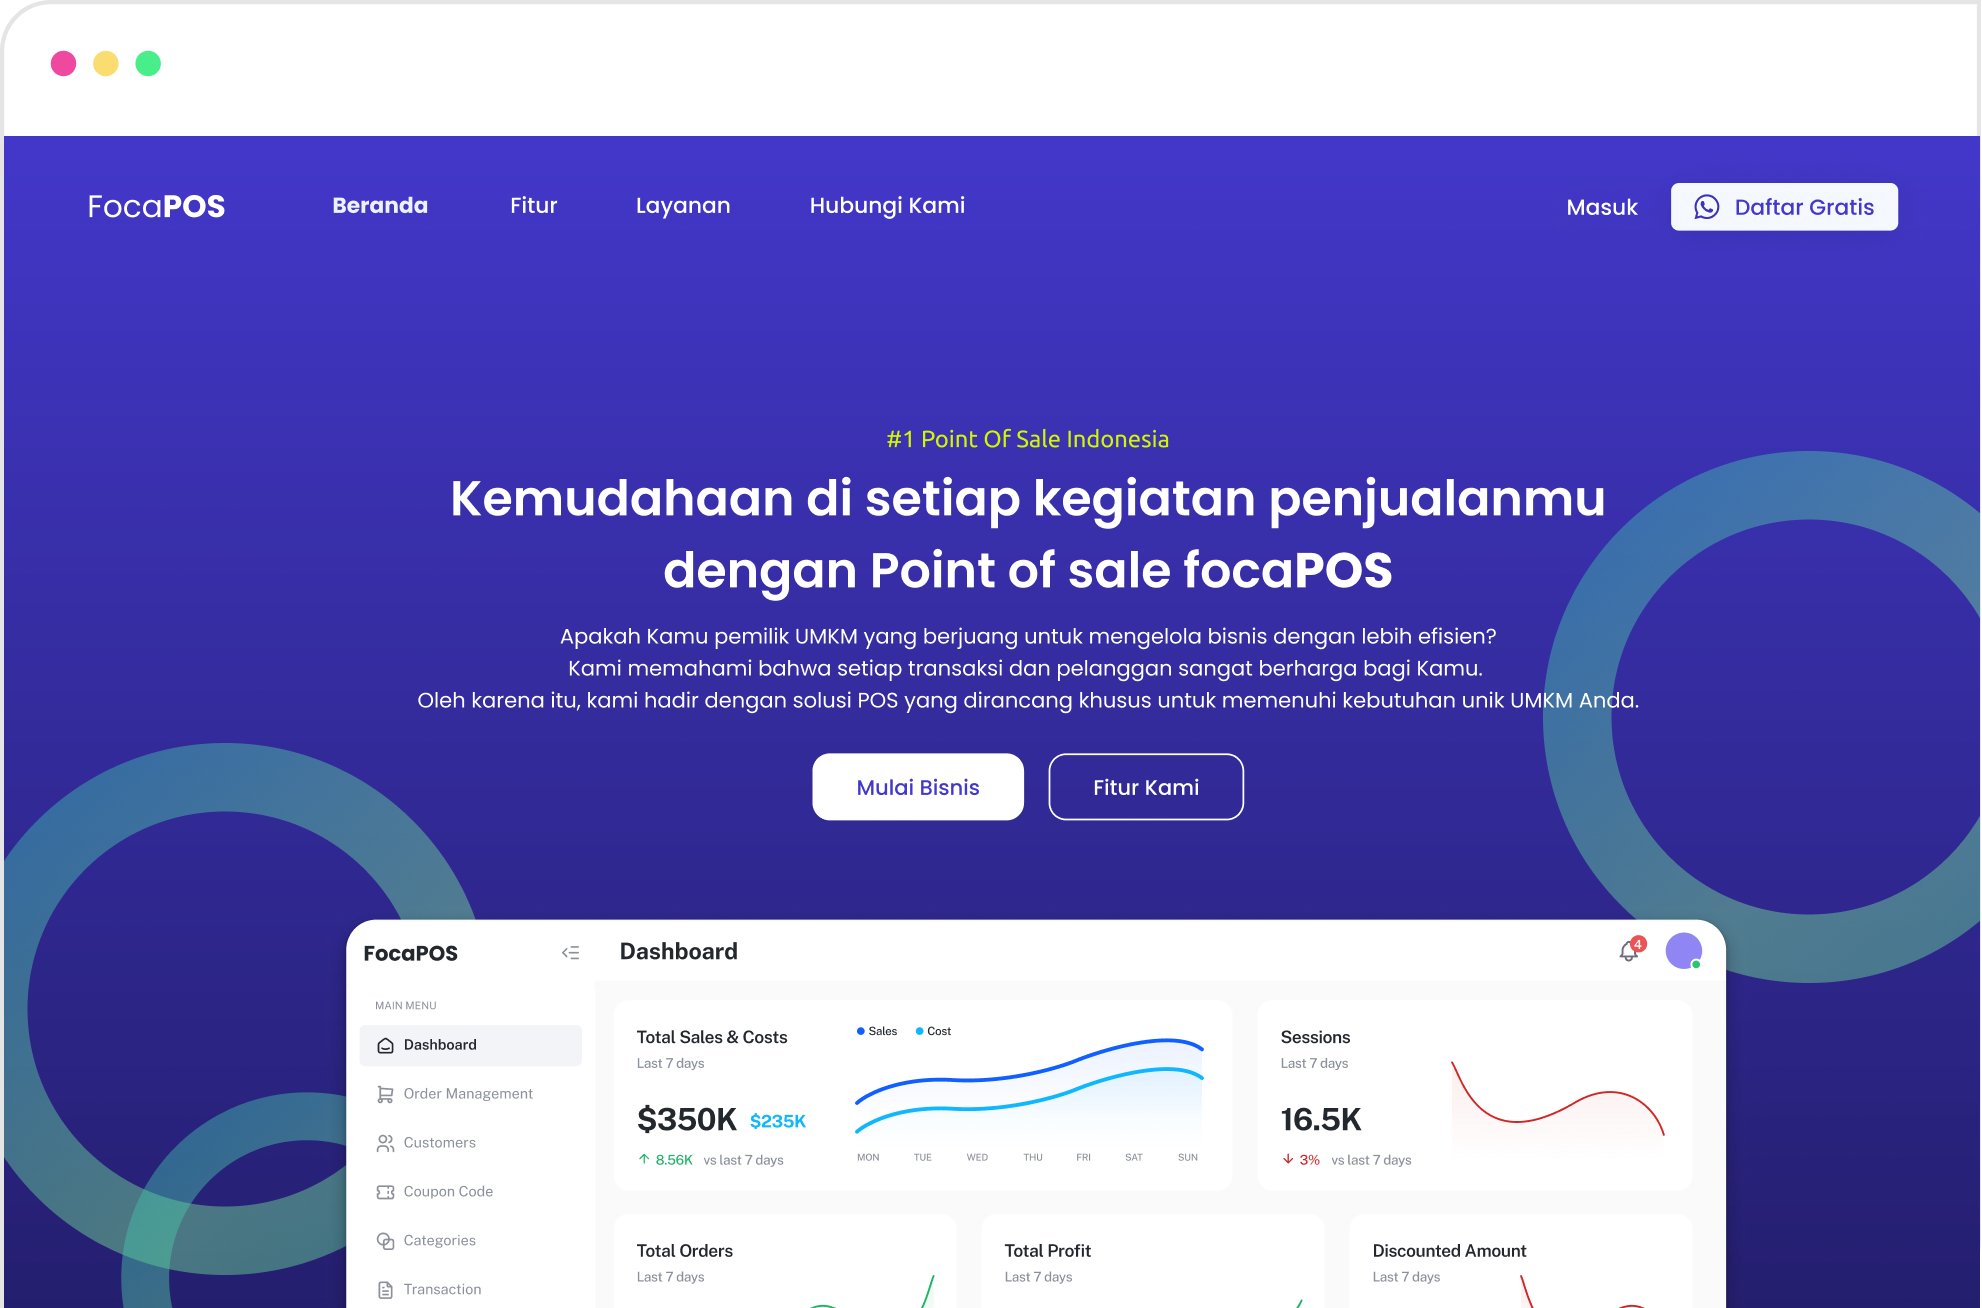 FocaPOS
Beranda
Fitur
Layanan
Hubungi Kami
Masuk
Daftar Gratis
#1 Point Of Sale Indonesia
Kemudahaan di setiap kegiatan penjualanmu
dengan Point of sale focaPOS
Apakah Kamu pemilik UMKM yang berjuang untuk mengelola bisnis dengan lebih efisien?
Kami memahami bahwa setiap transaksi dan pelanggan sangat berharga bagi Kamu.
Oleh karena itu, kami hadir dengan solusi POS yang dirancang khusus untuk memenuhi kebutuhan unik UMKM Anda.
Mulai Bisnis
Fitur Kami
FocaPOS
MAIN MENU
Dashboard
Order Management
Customers
Coupon Code
Categories
Transaction
Dashboard
4
Total Sales & Costs
Last 7 days
$350K $235K
8.56K vs last 7 days
Sales
Cost
MON TUE WED THU FRI SAT SUN
Sessions
Last 7 days
16.5K
3% vs last 7 days
Total Orders
Last 7 days
Total Profit
Last 7 days
Discounted Amount
Last 7 days